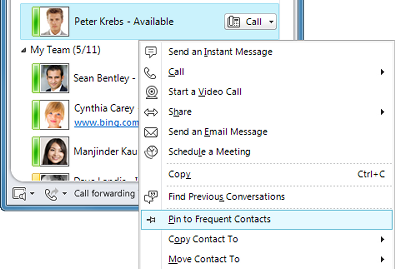 Peter Krebs - Available
Call
My Team (5/11)
Send an Instant Message
Call
Sean Bentley -
Start a Video Call
Cynthia Carey
Share
www.bing.com
Send an Email Message
Manjinder Kau
Schedule a Meeting
Copy Ctrl+C
Call forwarding
Find Previous Conversations
Pin to Frequent Contacts
Copy Contact To
Move Contact To